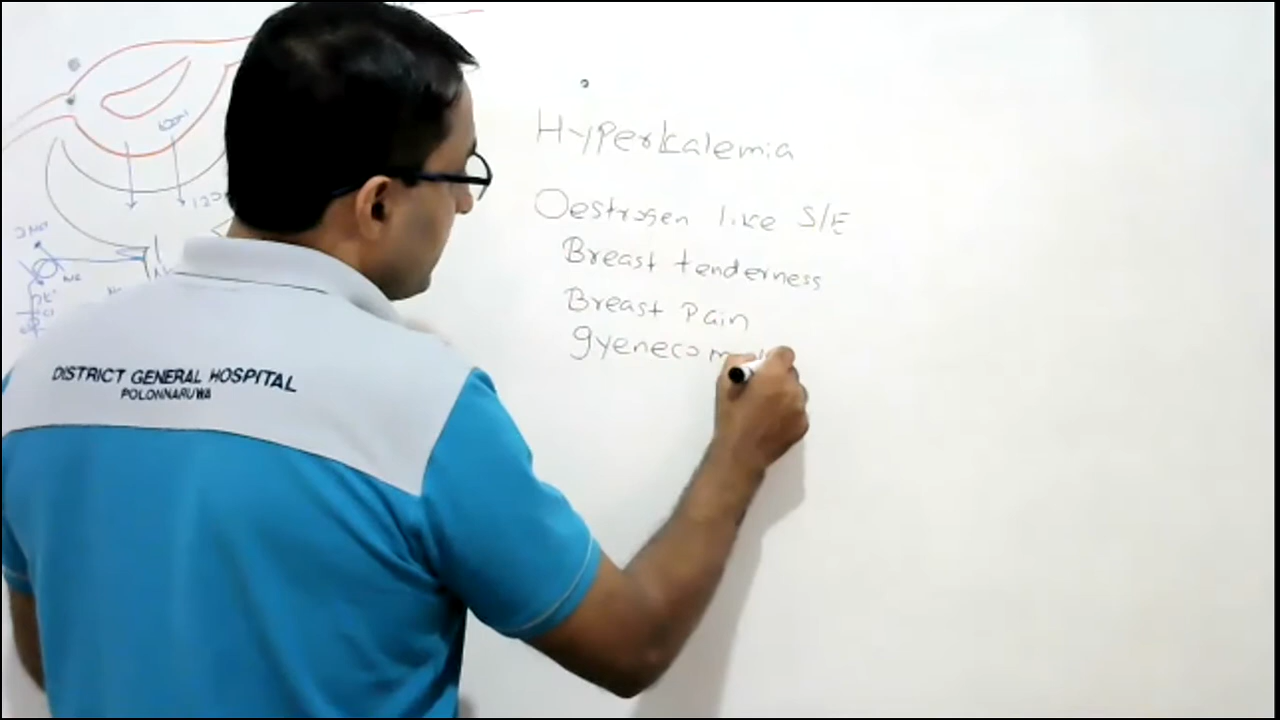 Hyperkalemia
Oestrogen like S/E
Breast tenderness
Breast Pain
DISTRICT GENERAL HOSPITAL
POLONNARUWA